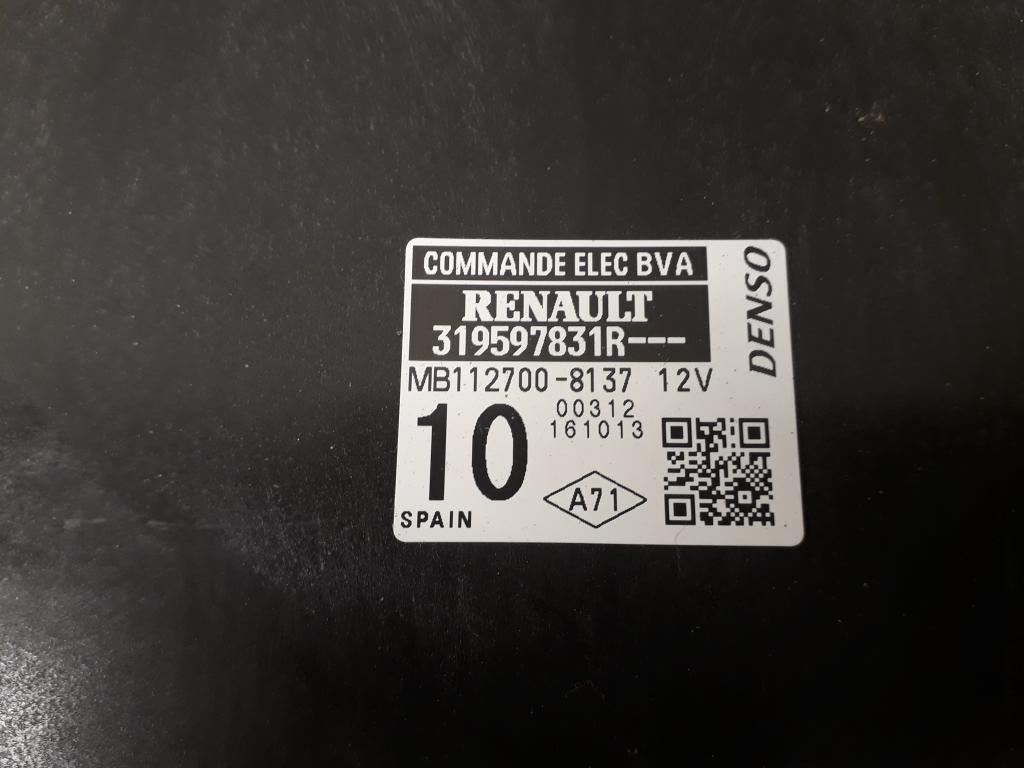 COMMANDE ELEC BVA
RENAULT
319597831R---
DENSO
MB112700-8137 12V
10
00312
161013
A71
SPAIN